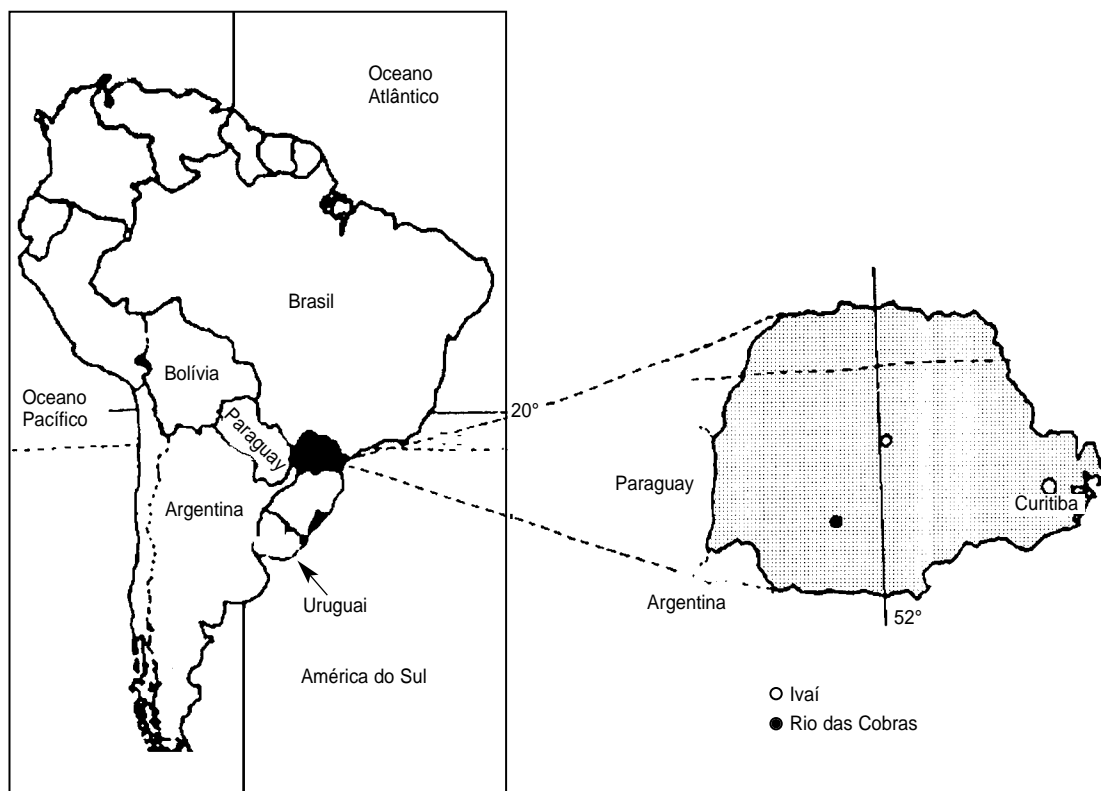 Oceano
Atlântico
Brasil
Bolívia
Oceano
Pacífico
20°
Paraguay
Argentina
Uruguai
América do Sul
Paraguay
Curitiba
Argentina
52°
Ivaí
Rio das Cobras